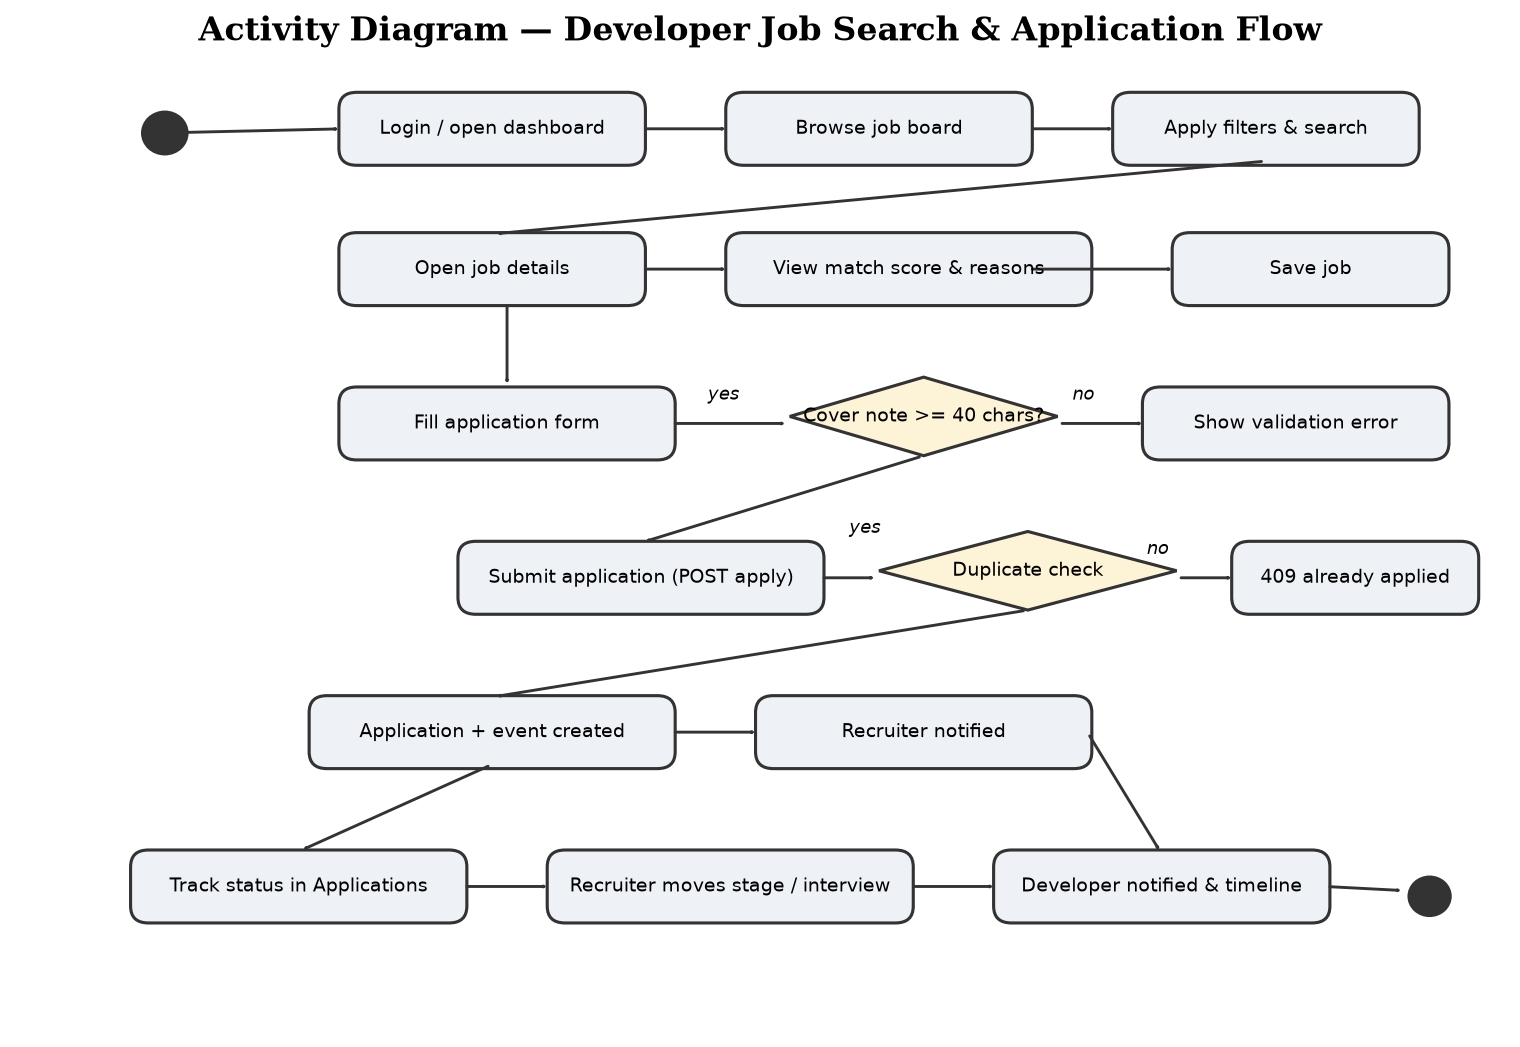 Activity Diagram — Developer Job Search & Application Flow
Login / open dashboard
Browse job board
Apply filters & search
Open job details
View match score & reasons
Save job
Fill application form
yes
Cover note >= 40 chars?
no
Show validation error
Submit application (POST apply)
yes
Duplicate check
no
409 already applied
Application + event created
Recruiter notified
Track status in Applications
Recruiter moves stage / interview
Developer notified & timeline